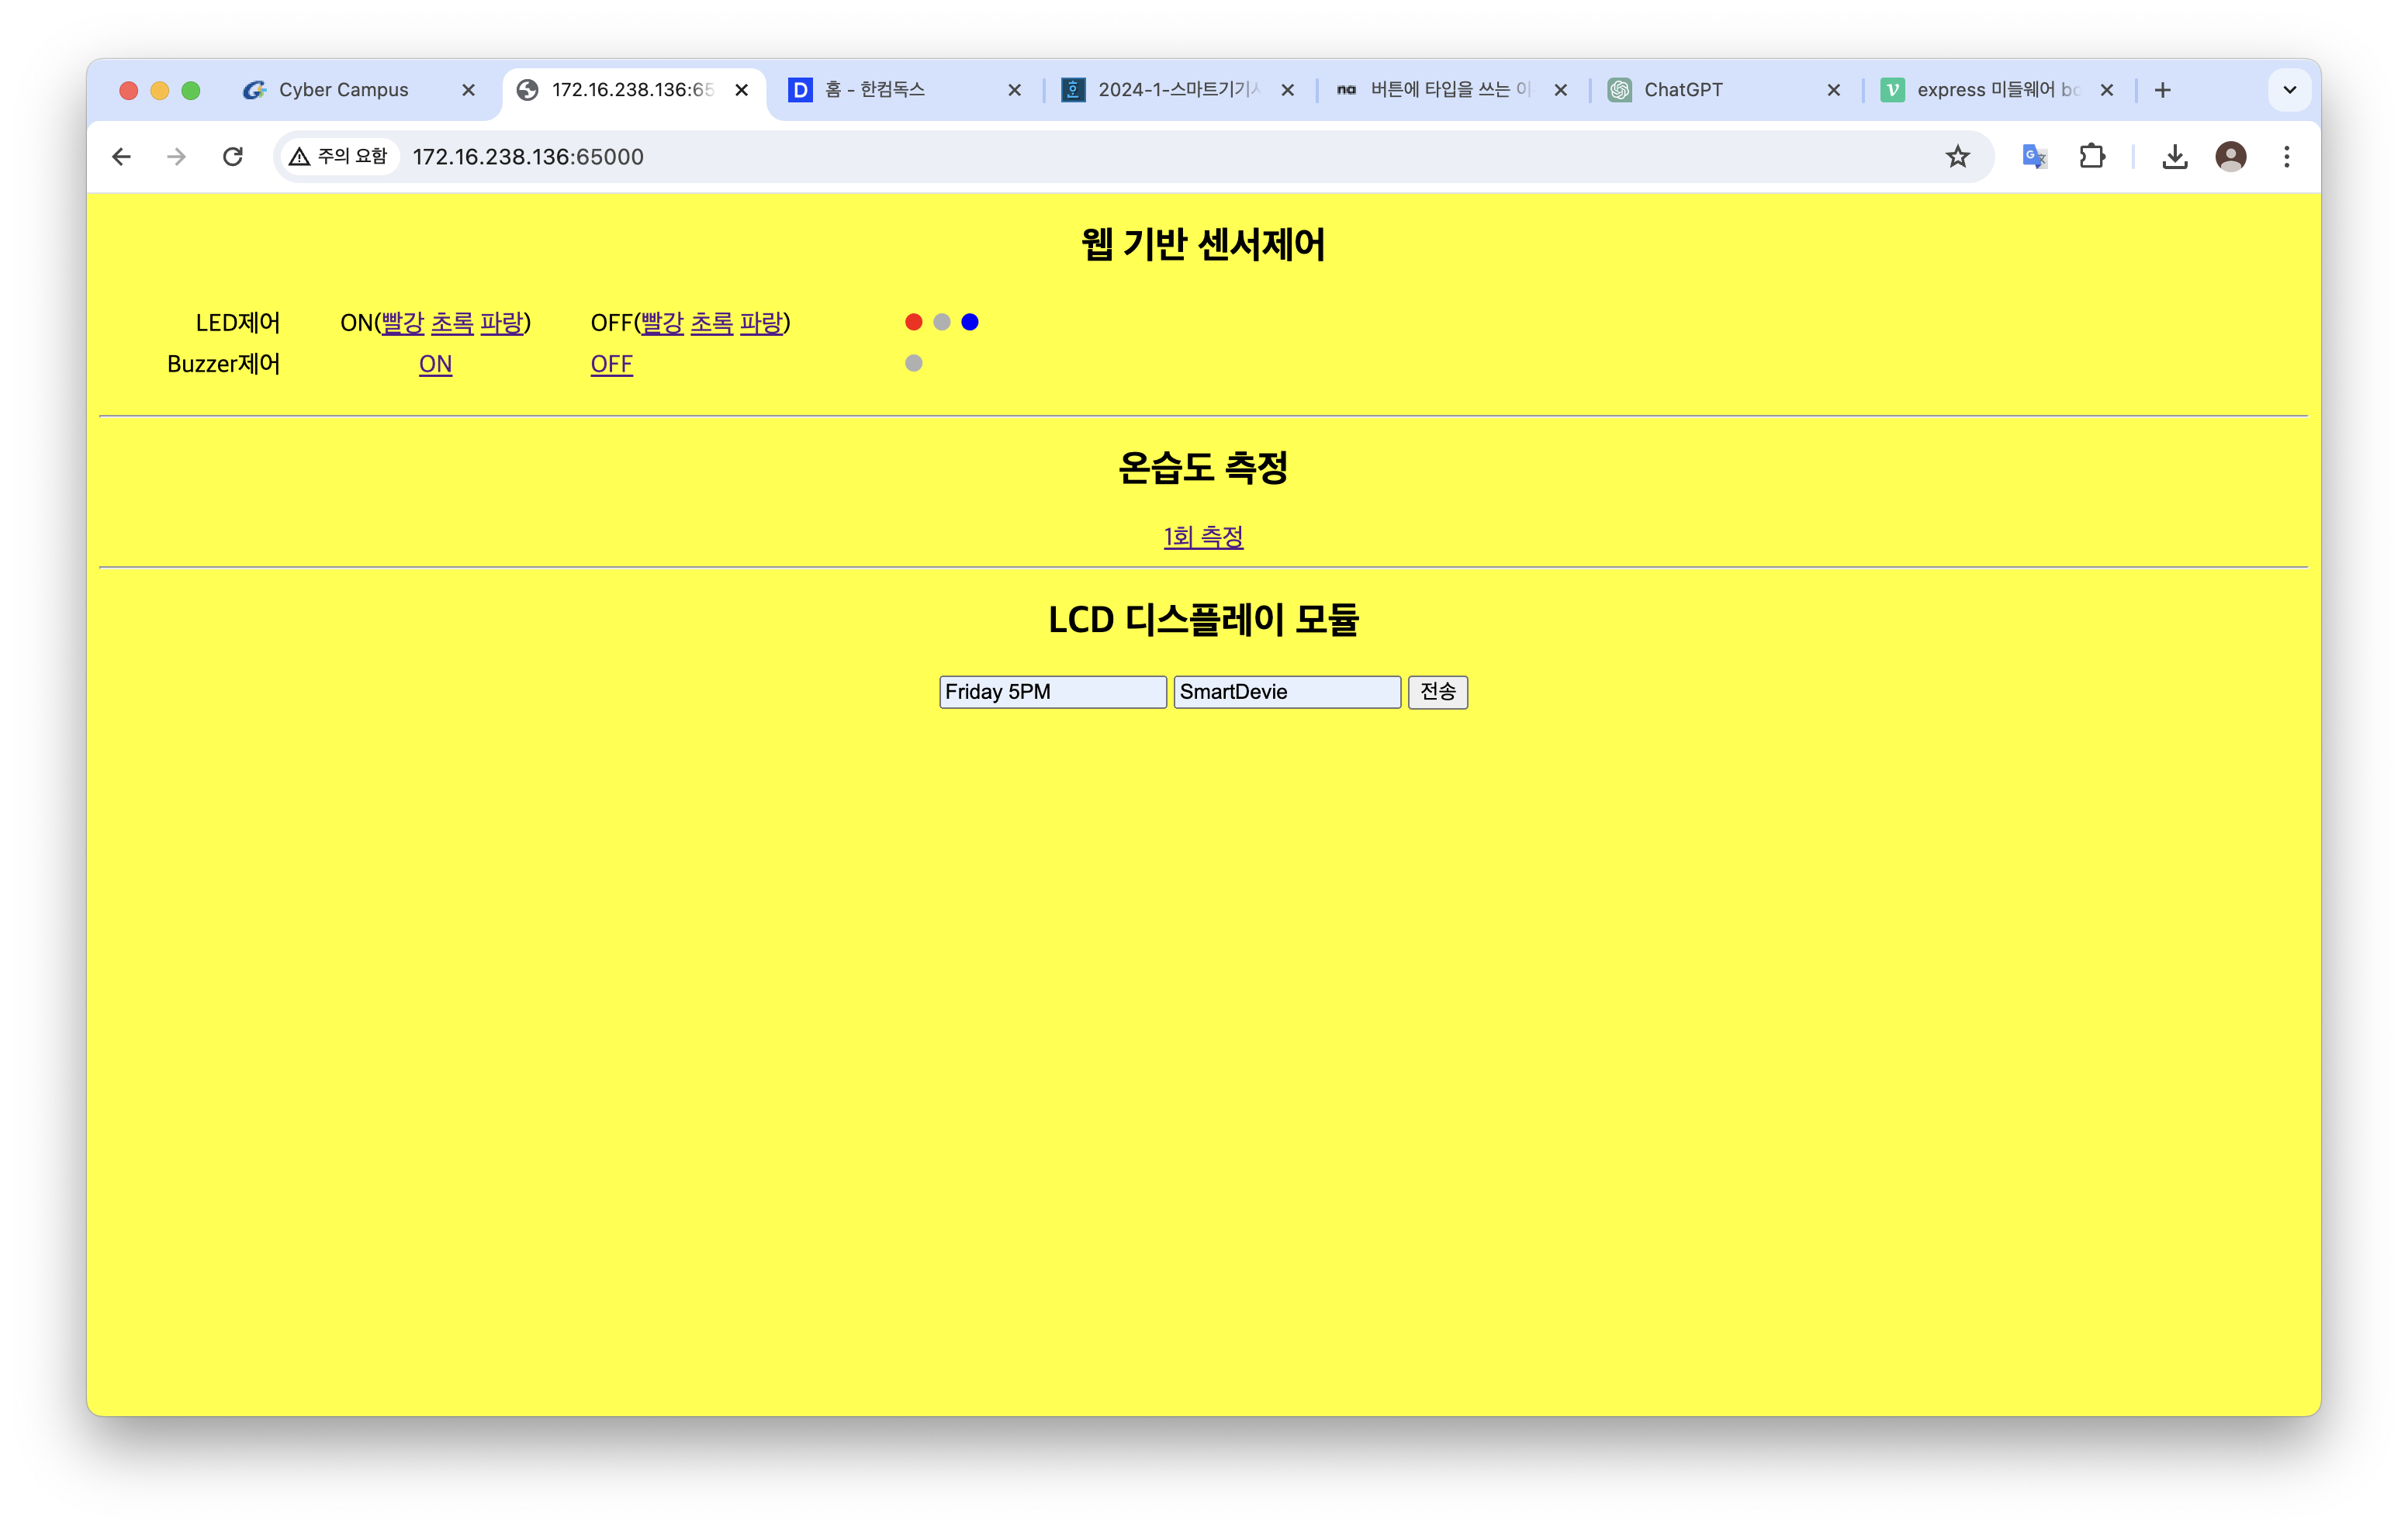 Cyber Campus
172.16.238.136:65
홈 - 한컴독스
2024-1-스마트기기
버튼에 타입을 쓰는 이
ChatGPT
express 미들웨어
주의 요함
172.16.238.136:65000
웹 기반 센서제어
LED제어 ON(빨강 초록 파랑) OFF(빨강 초록 파랑)
Buzzer제어 ON OFF
온습도 측정
1회 측정
LCD 디스플레이 모듈
Friday 5PM SmartDevie 전송